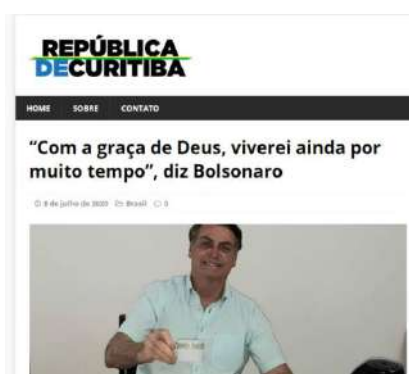 REPÚBLICA
DECURITIBA
HOME SOBRE CONTATO
“Com a graça de Deus, viverei ainda por
muito tempo”, diz Bolsonaro
8 de julho de 2020 Brasil 0